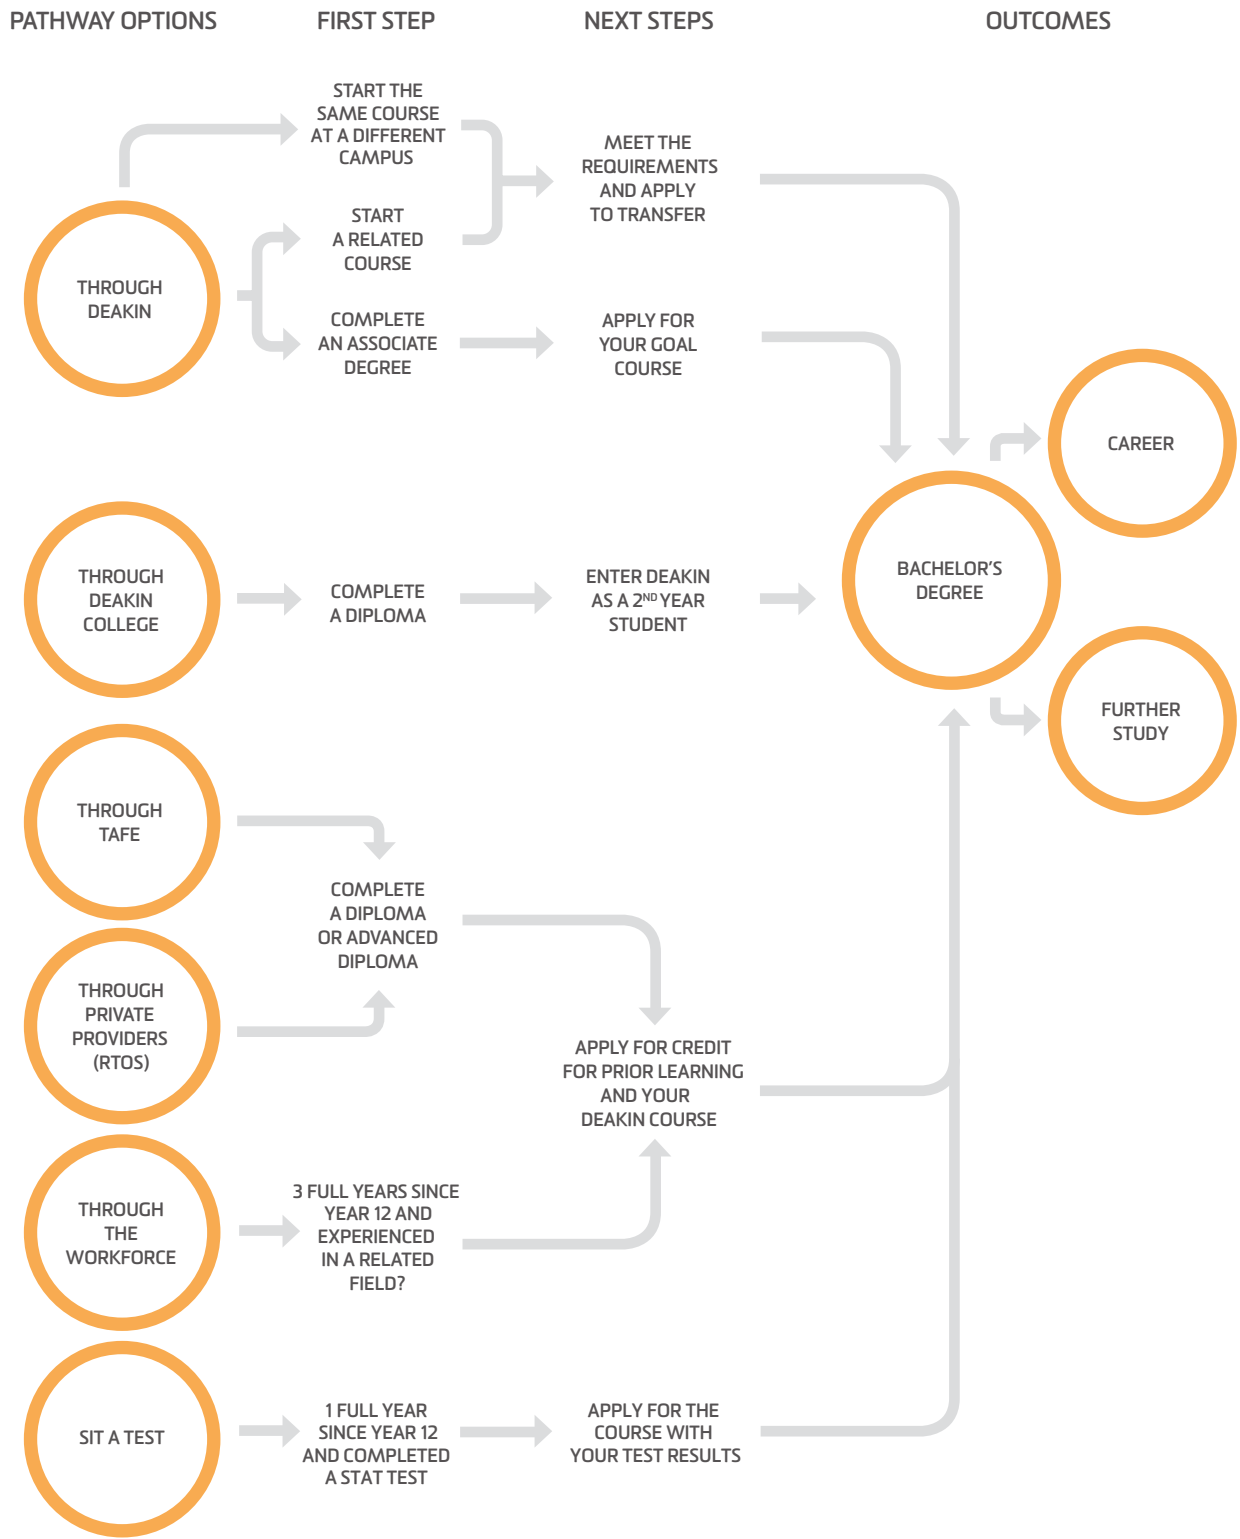 PATHWAY OPTIONS
FIRST STEP
NEXT STEPS
OUTCOMES
START THE
SAME COURSE
AT A DIFFERENT
CAMPUS
MEET THE
REQUIREMENTS
AND APPLY
TO TRANSFER
START
A RELATED
COURSE
THROUGH
DEAKIN
COMPLETE
AN ASSOCIATE
DEGREE
APPLY FOR
YOUR GOAL
COURSE
CAREER
BACHELOR'S
DEGREE
THROUGH
DEAKIN
COLLEGE
COMPLETE
A DIPLOMA
ENTER DEAKIN
AS A 2ND YEAR
STUDENT
FURTHER
STUDY
THROUGH
TAFE
COMPLETE
A DIPLOMA
OR ADVANCED
DIPLOMA
THROUGH
PRIVATE
PROVIDERS
(RTOS)
APPLY FOR CREDIT
FOR PRIOR LEARNING
AND YOUR
DEAKIN COURSE
THROUGH
THE
WORKFORCE
3 FULL YEARS SINCE
YEAR 12 AND
EXPERIENCED
IN A RELATED
FIELD?
SIT A TEST
1 FULL YEAR
SINCE YEAR 12
AND COMPLETED
A STAT TEST
APPLY FOR THE
COURSE WITH
YOUR TEST RESULTS